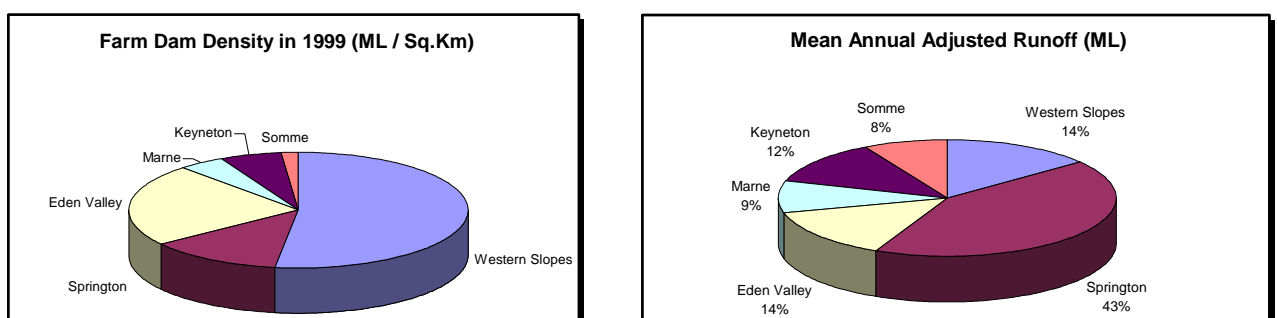 Farm Dam Density in 1999 (ML / Sq.Km)
Keyneton
Somme
Marne
Eden Valley
Western Slopes
Springton
Mean Annual Adjusted Runoff (ML)
Somme
8%
Western Slopes
14%
Keyneton
12%
Marne
9%
Eden Valley
14%
Springton
43%